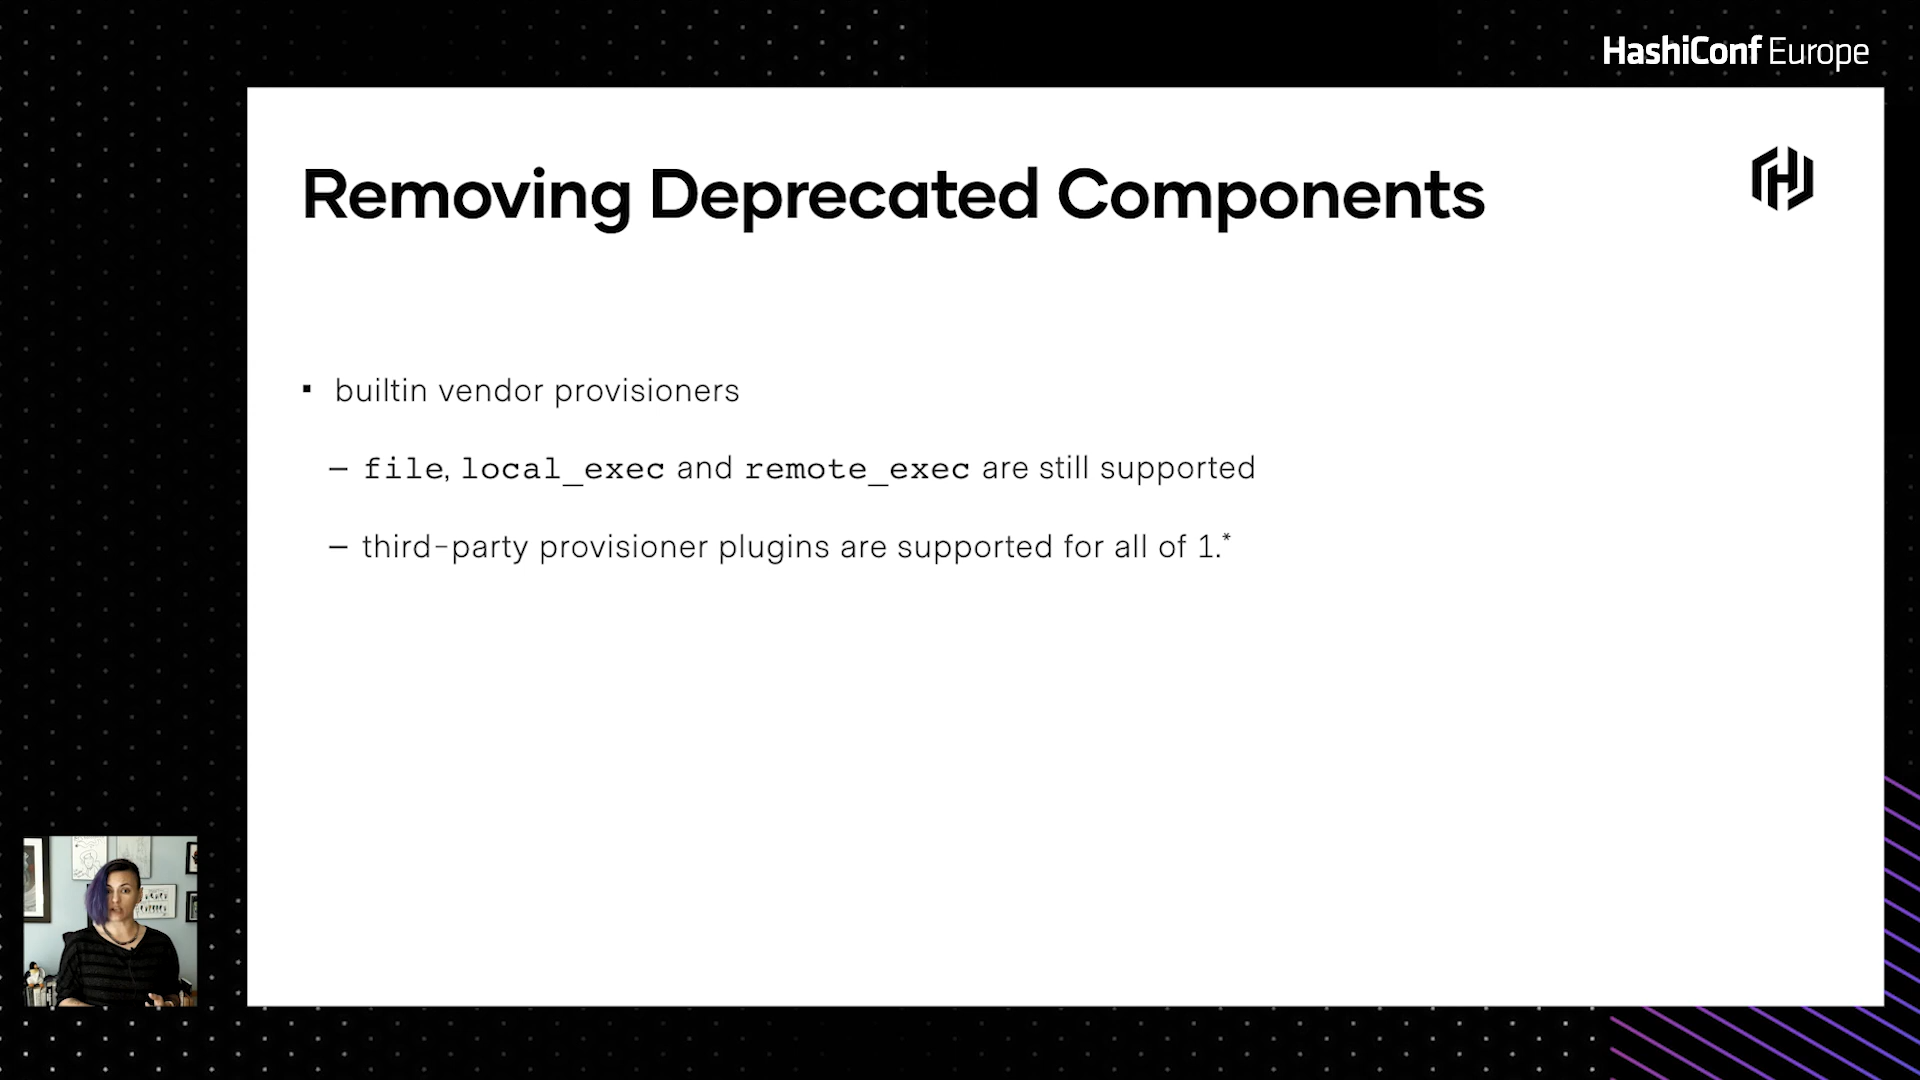 HashiConf Europe
Removing Deprecated Components
▪ builtin vendor provisioners
– file, local_exec and remote_exec are still supported
– third-party provisioner plugins are supported for all of 1.*